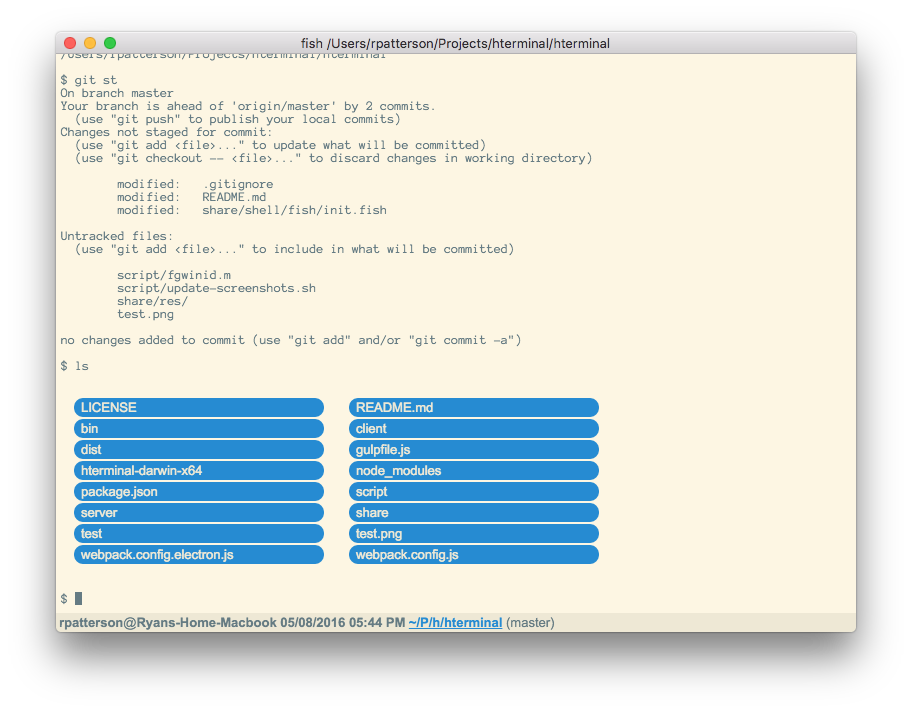 fish /Users/rpatterson/Projects/hterminal/hterminal
/Users/rpatterson/Projects/hterminal/hterminal
$ git st
On branch master
Your branch is ahead of 'origin/master' by 2 commits.
  (use "git push" to publish your local commits)
Changes not staged for commit:
  (use "git add <file>..." to update what will be committed)
  (use "git checkout -- <file>..." to discard changes in working directory)
        modified:   .gitignore
        modified:   README.md
        modified:   share/shell/fish/init.fish
Untracked files:
  (use "git add <file>..." to include in what will be committed)
        script/fgwinid.m
        script/update-screenshots.sh
        share/res/
        test.png
no changes added to commit (use "git add" and/or "git commit -a")
$ ls
LICENSE README.md
bin client
dist gulpfile.js
hterminal-darwin-x64 node_modules
package.json script
server share
test test.png
webpack.config.electron.js webpack.config.js
$
rpatterson@Ryans-Home-Macbook 05/08/2016 05:44 PM ~/P/h/hterminal (master)